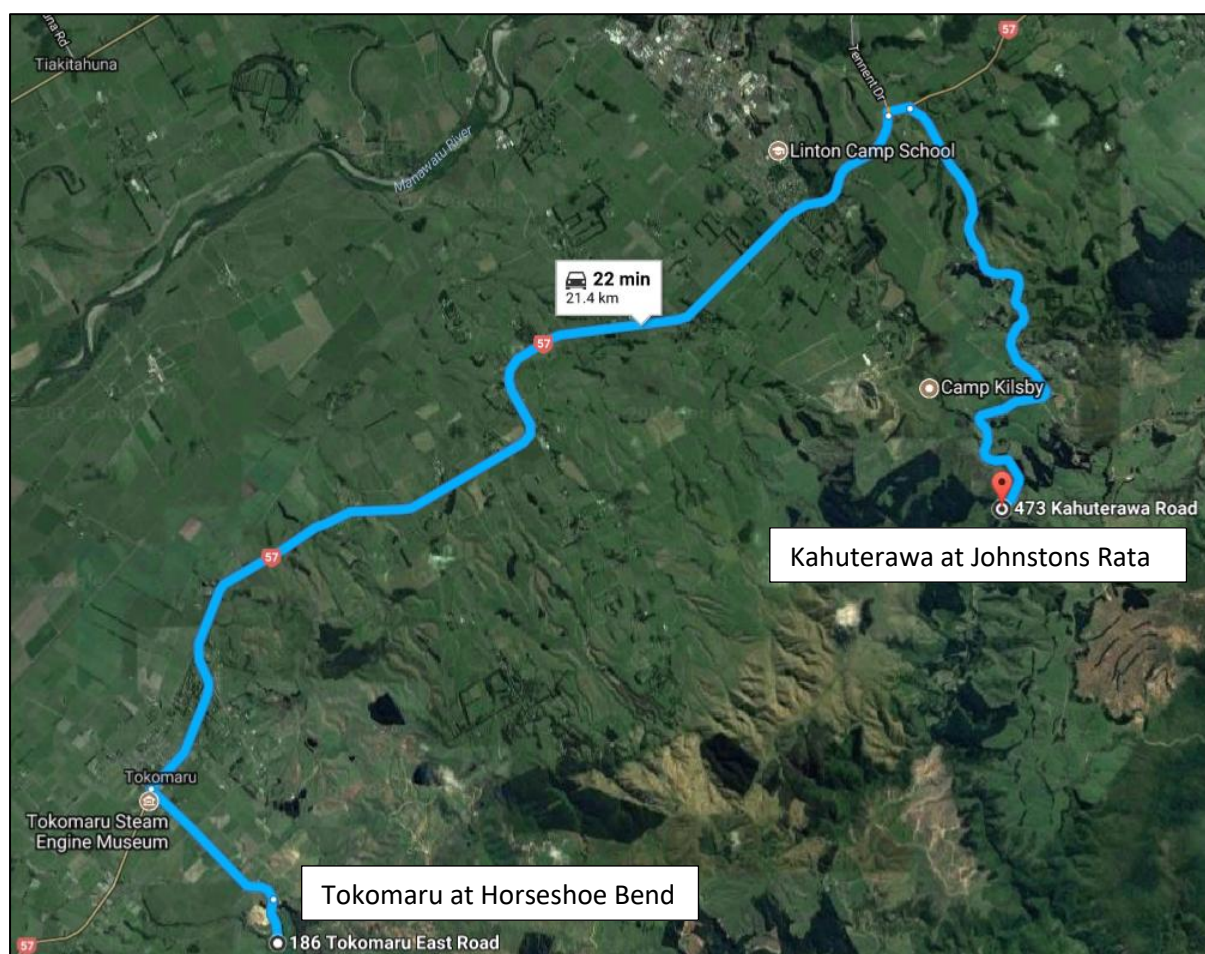 57
Tiakitahuna
Tennent Dr
Linton Camp School
Manawatu River
22 min
21.4 km
57
Camp Kilsby
473 Kahuterawa Road
Kahuterawa at Johnstons Rata
57
Tokomaru
Tokomaru Steam
Engine Museum
Tokomaru at Horseshoe Bend
186 Tokomaru East Road
57